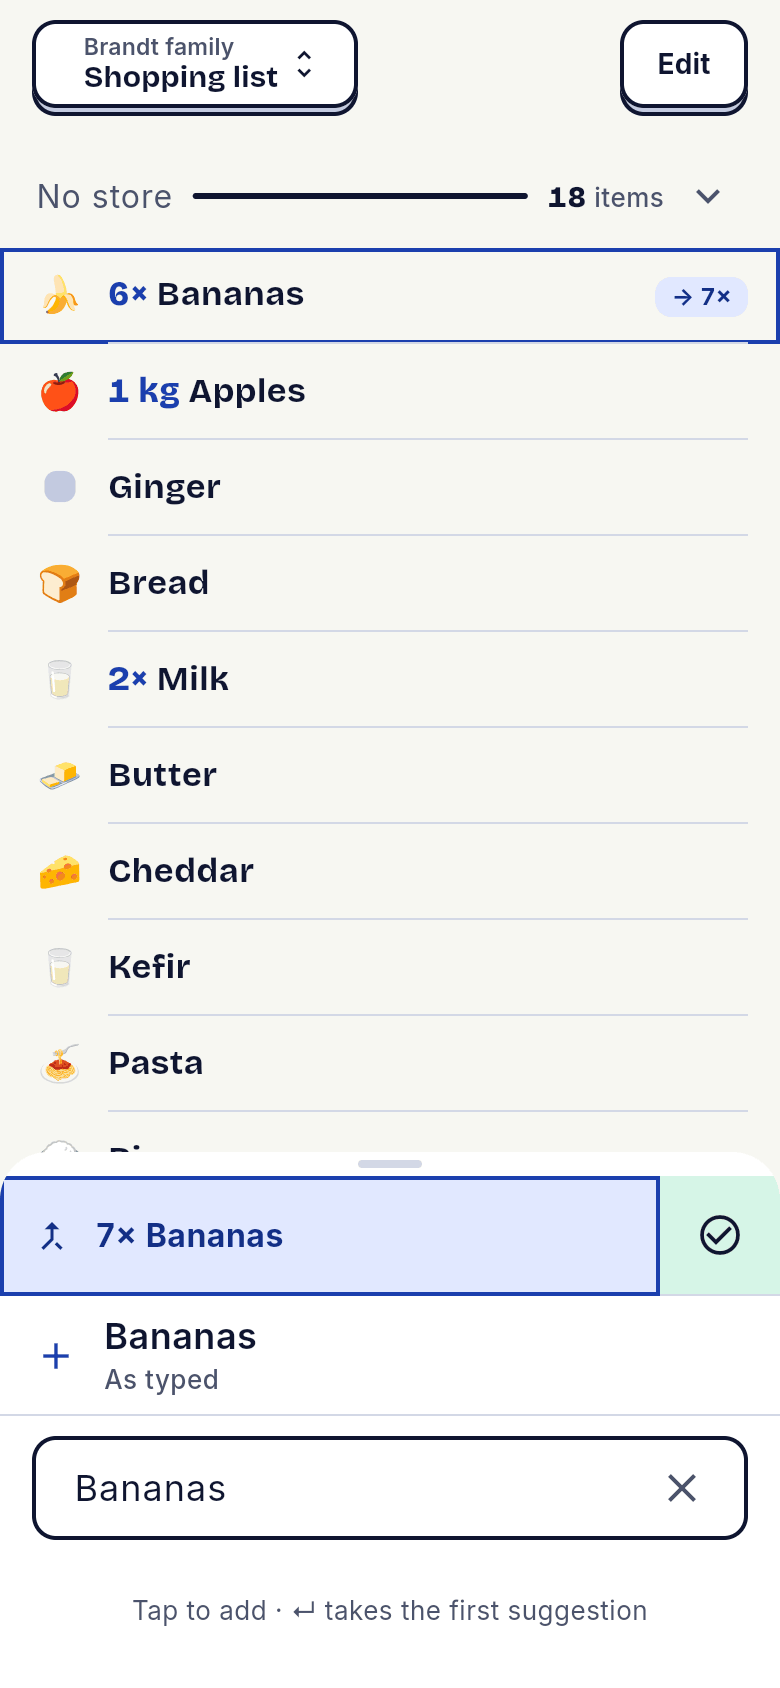 Brandt family
Shopping list
Edit
No store
18 items
6× Bananas
→ 7×
1 kg Apples
Ginger
Bread
2× Milk
Butter
Cheddar
Kefir
Pasta
7× Bananas
Bananas
As typed
Bananas
Tap to add · ↵ takes the first suggestion